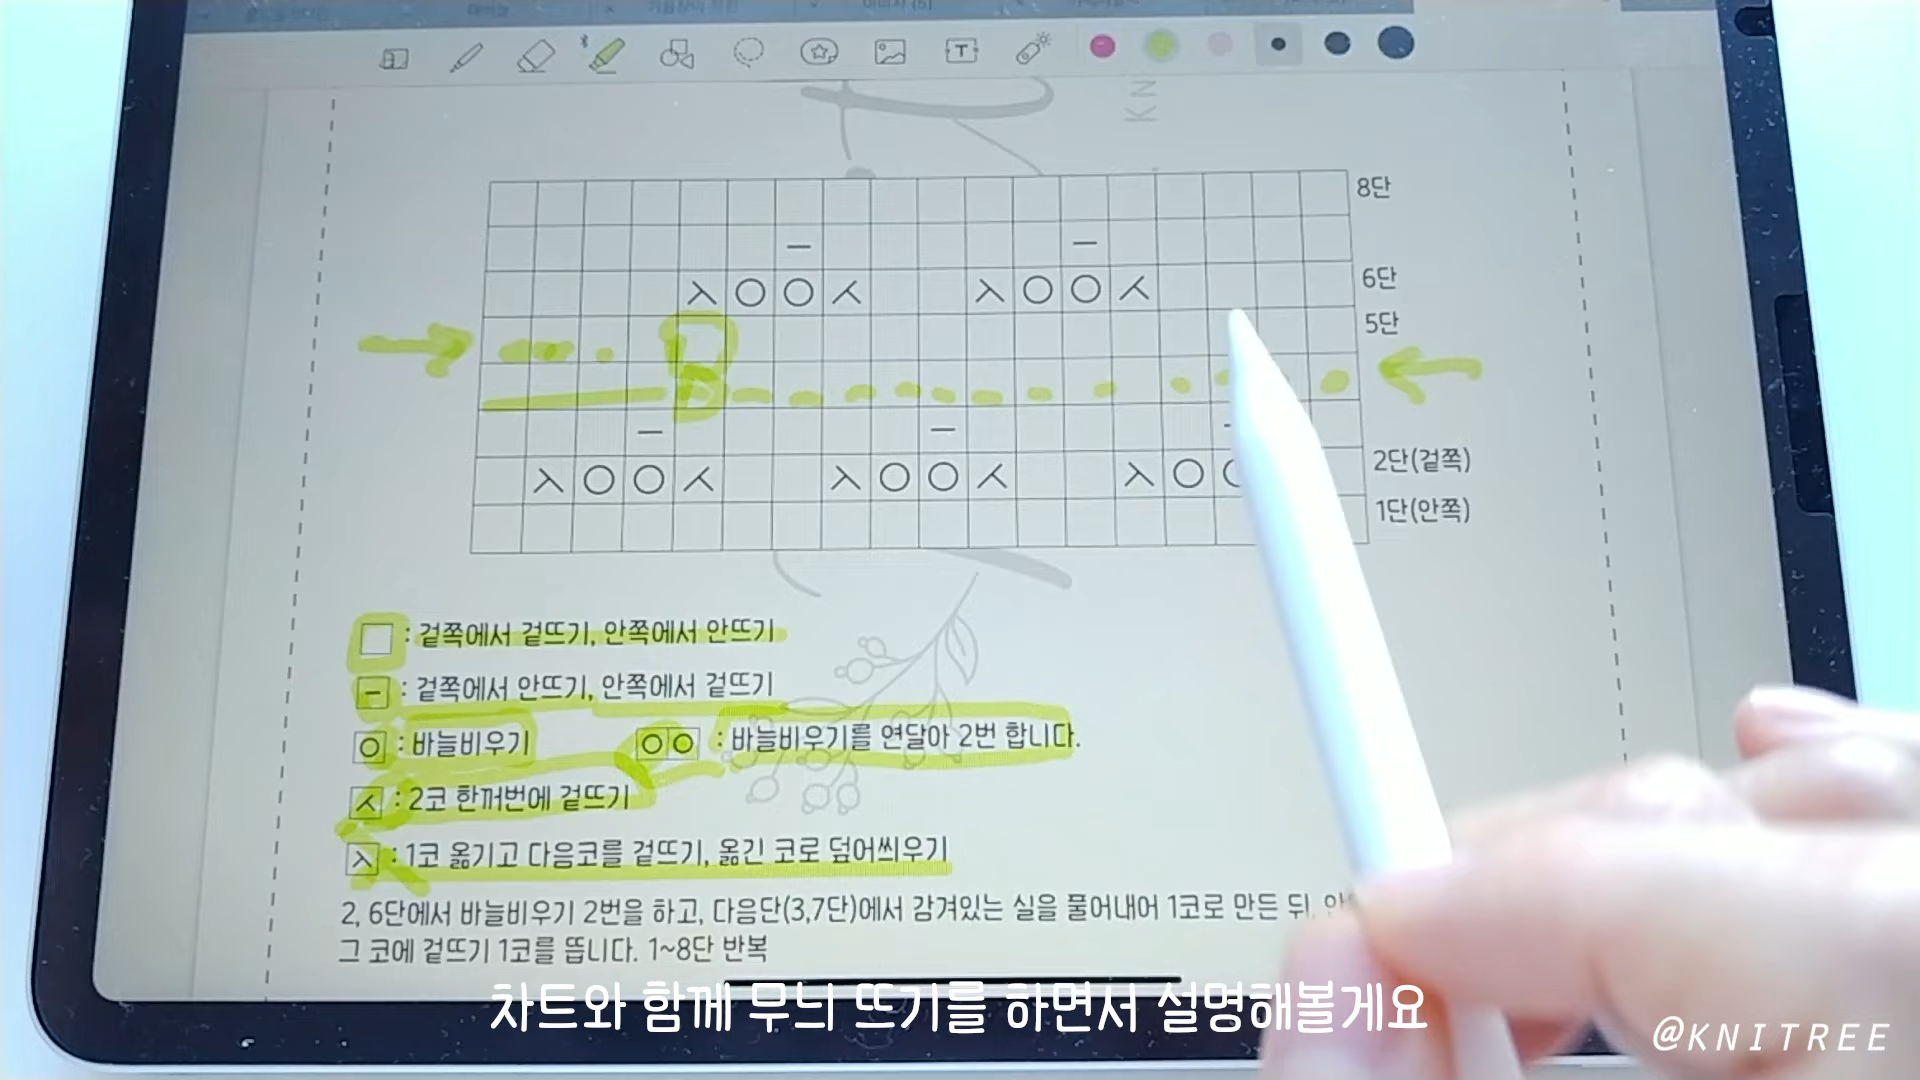 KN
8단
6단
5단
2단(겉쪽)
1단(안쪽)
: 겉쪽에서 겉뜨기, 안쪽에서 안뜨기
: 겉쪽에서 안뜨기, 안쪽에서 겉뜨기
: 바늘비우기 : 바늘비우기를 연달아 2번 합니다.
: 2코 한꺼번에 겉뜨기
: 1코 옮기고 다음코를 겉뜨기, 옮긴 코로 덮어씌우기
2, 6단에서 바늘비우기 2번을 하고, 다음단(3,7단)에서 감겨있는 실을 풀어내어 1코로 만든 뒤,
그 코에 겉뜨기 1코를 뜹니다. 1~8단 반복
차트와 함께 무늬 뜨기를 하면서 설명해볼게요
@KNITREE